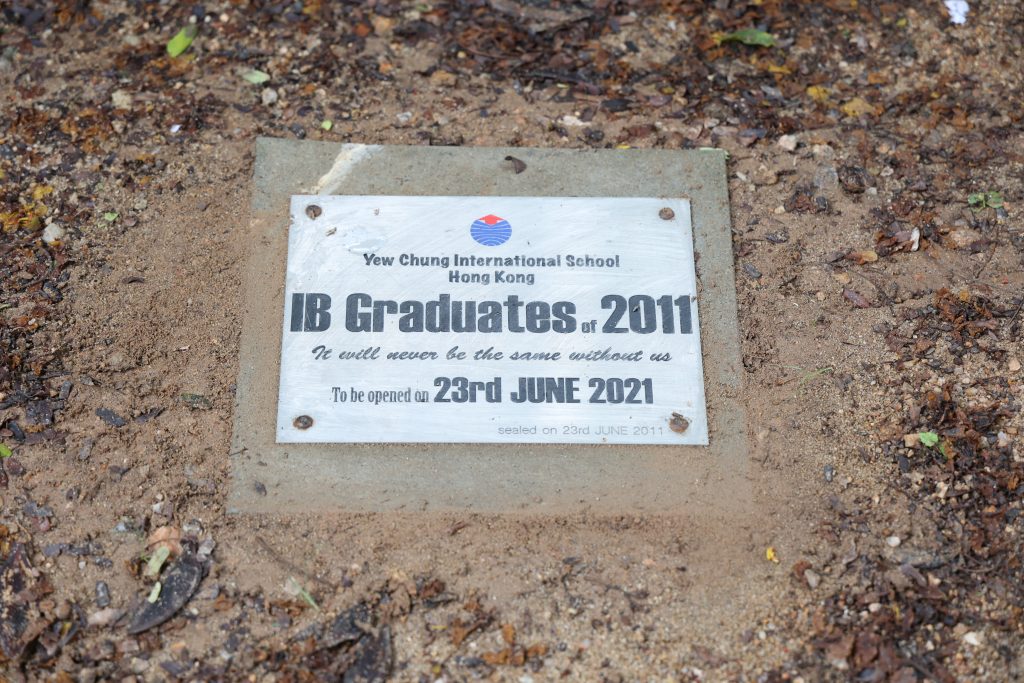 Yew Chung International School
Hong Kong
IB Graduates of 2011
It will never be the same without us
To be opened on 23rd JUNE 2021
sealed on 23rd JUNE 2011